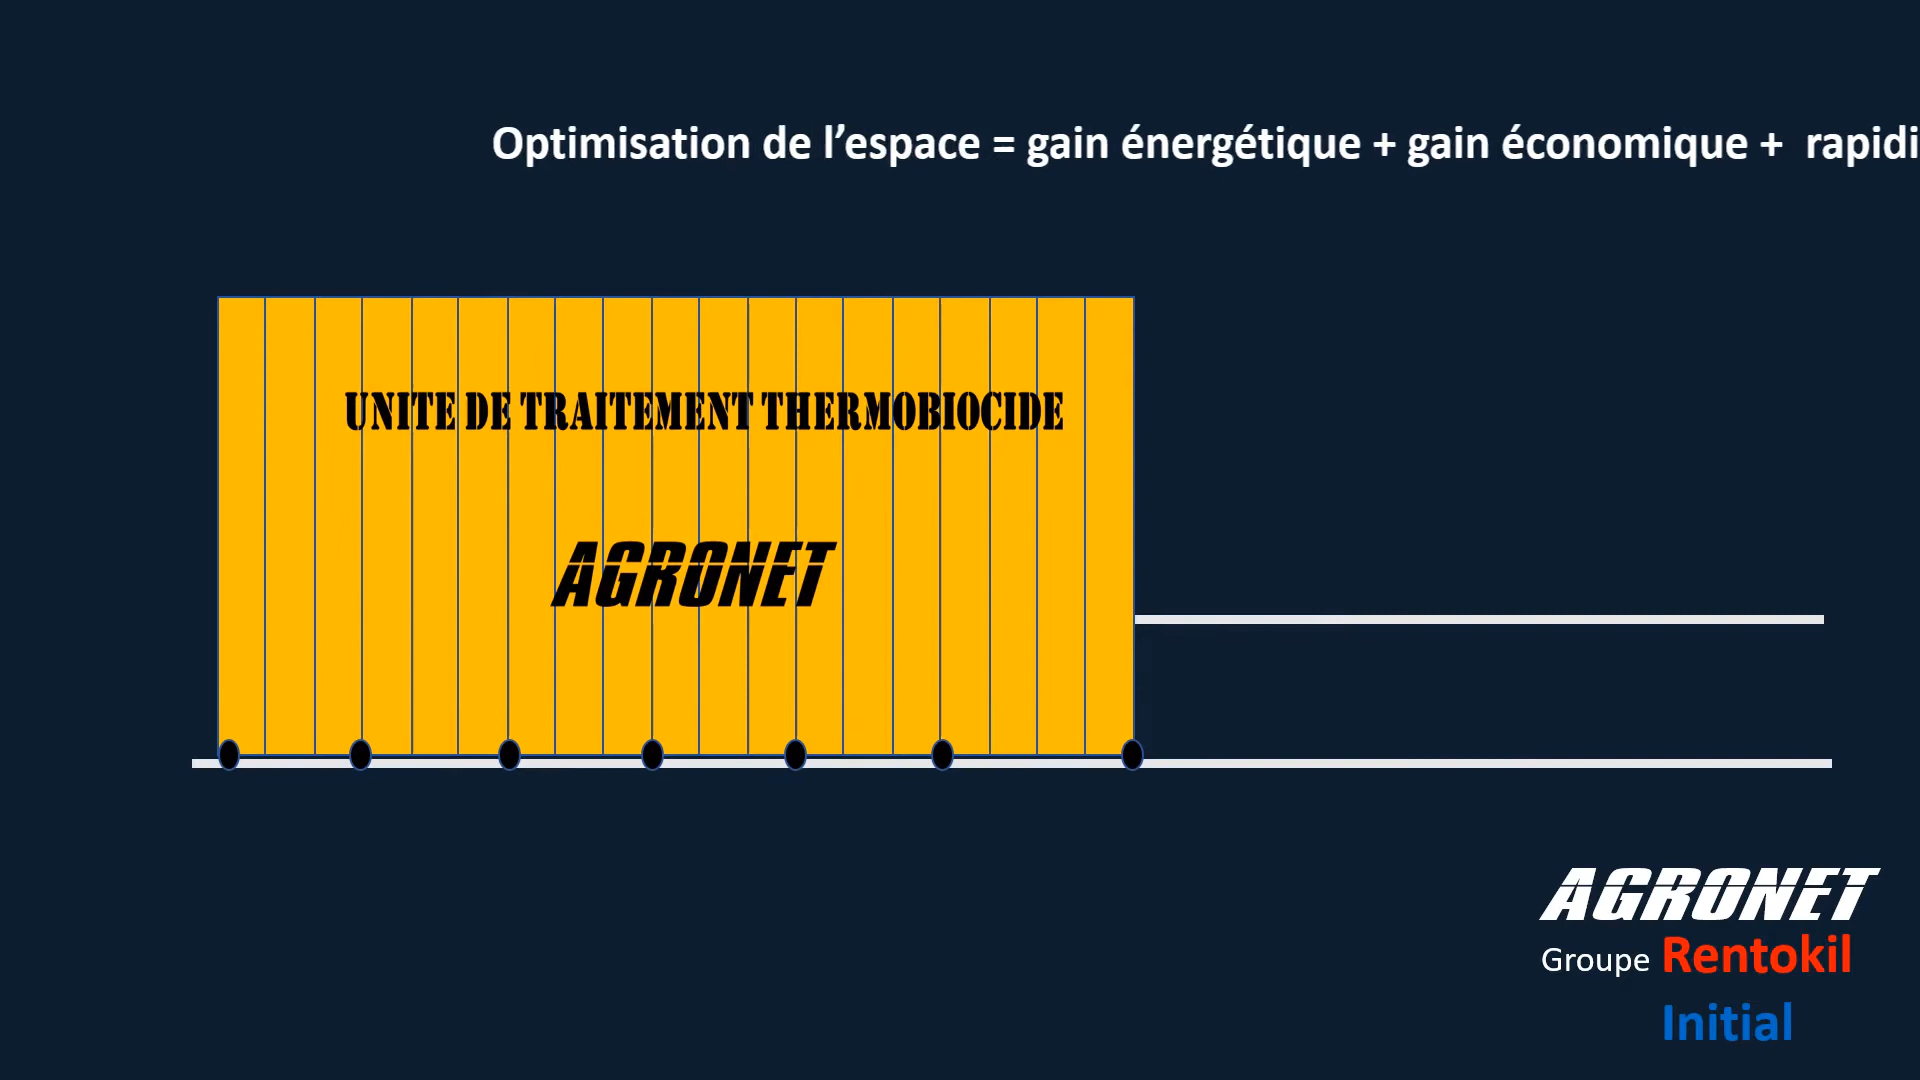 Optimisation de l’espace = gain énergétique + gain économique +  rapidi
UNITE DE TRAITEMENT THERMOBIOCIDE
AGRONET
AGRONET
Groupe Rentokil
Initial